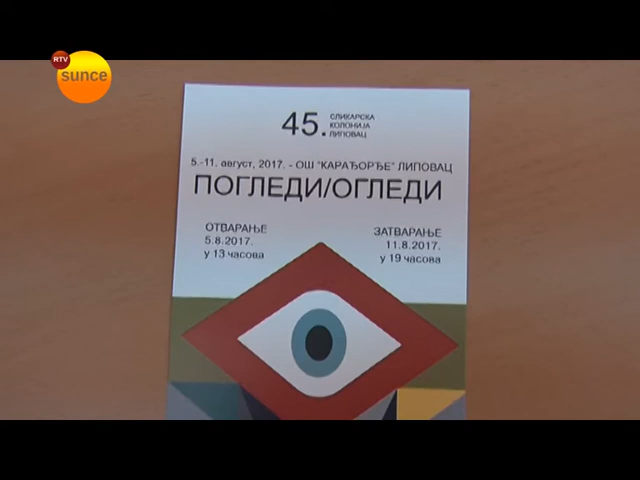 RTV
sunce
45. СЛИКАРСКА
КОЛОНИЈА
ЛИПОВАЦ
5.-11. август, 2017. - ОШ "КАРАЂОРЂЕ" ЛИПОВАЦ
ПОГЛЕДИ/ОГЛЕДИ
ОТВАРАЊЕ
5.8.2017.
у 13 часова
ЗАТВАРАЊЕ
11.8.2017.
у 19 часова